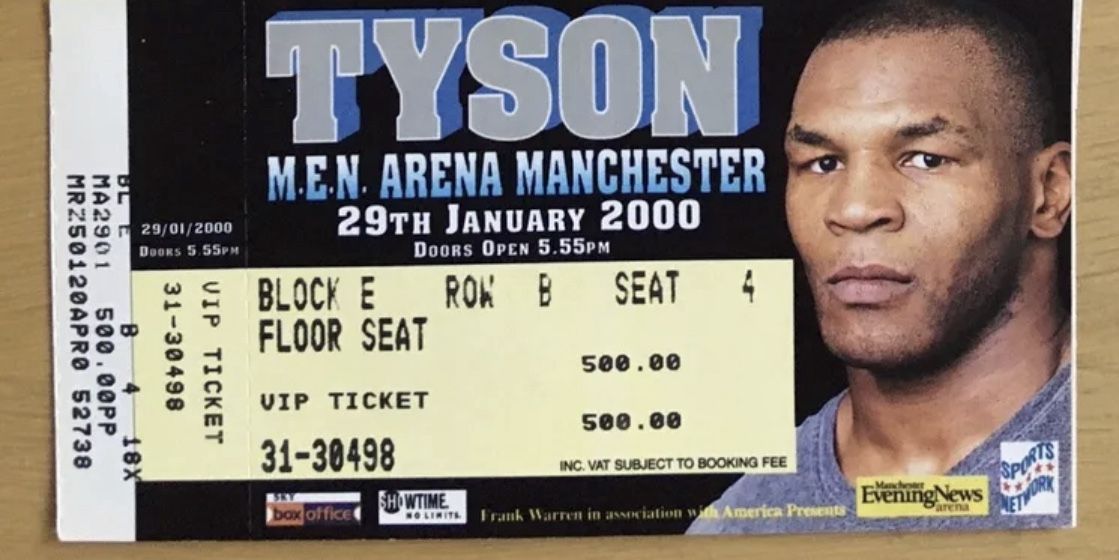 TYSON
M.E.N. ARENA MANCHESTER
29TH JANUARY 2000
DOORS OPEN 5.55PM
29/01/2000
DOORS 5.55PM
BLOCK E ROW B SEAT 4
FLOOR SEAT
500.00
VIP TICKET
500.00
31-30498
INC. VAT SUBJECT TO BOOKING FEE
VIP TICKET
31-30498
BL E B 4 18X
MA2901 500.00PP
MRZ50120APR0 52738
SKY
box office
SHOWTIME.
NO LIMITS.
Frank Warren in association with America Presents
Manchester
Evening News
arena
SPORTS
NETWORK